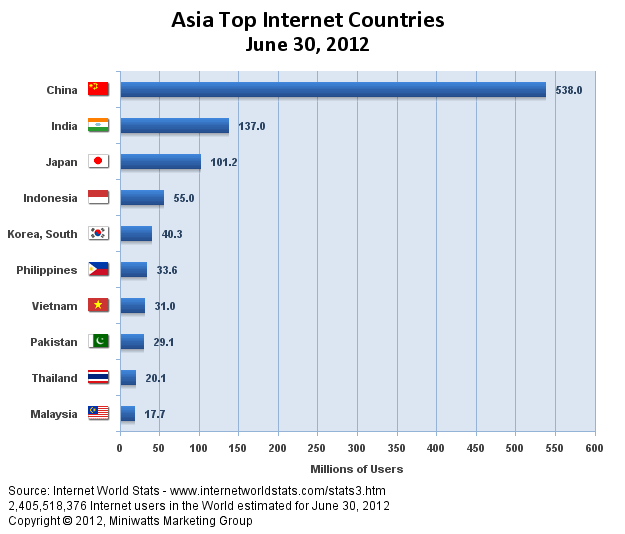 Asia Top Internet Countries
June 30, 2012
China 538.0
India 137.0
Japan 101.2
Indonesia 55.0
Korea, South 40.3
Philippines 33.6
Vietnam 31.0
Pakistan 29.1
Thailand 20.1
Malaysia 17.7
0 50 100 150 200 250 300 350 400 450 500 550 600
Millions of Users
Source: Internet World Stats - www.internetworldstats.com/stats3.htm
2,405,518,376 Internet users in the World estimated for June 30, 2012
Copyright © 2012, Miniwatts Marketing Group